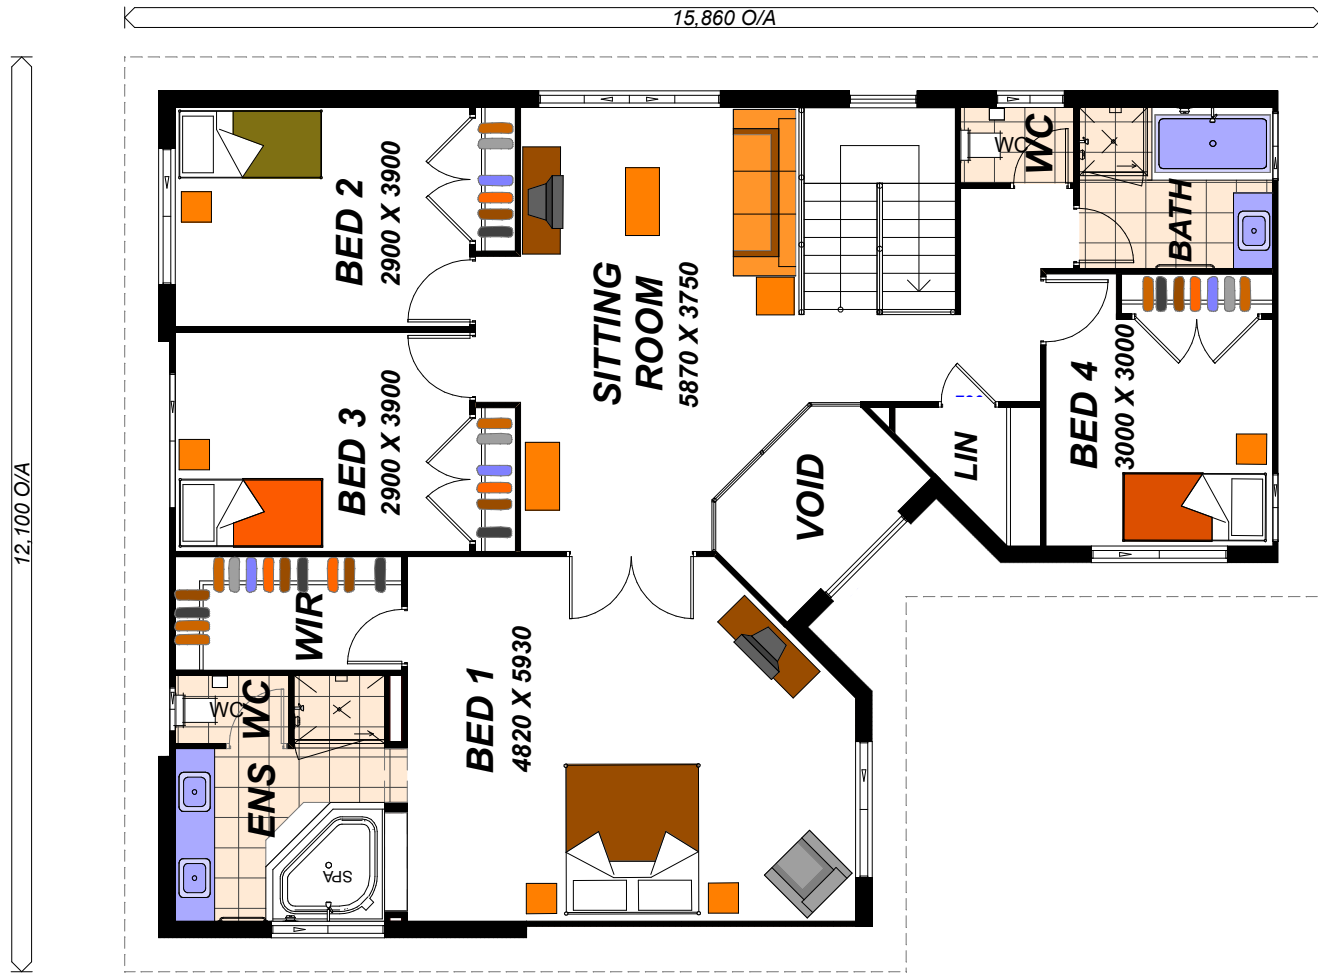 15,860 O/A
12,100 O/A
BED 2
2900 X 3900
SITTING
ROOM
5870 X 3750
WC
WC
BATH
BED 3
2900 X 3900
BED 4
3000 X 3000
LIN
VOID
WIR
WC
WC
ENS
SPA
BED 1
4820 X 5930